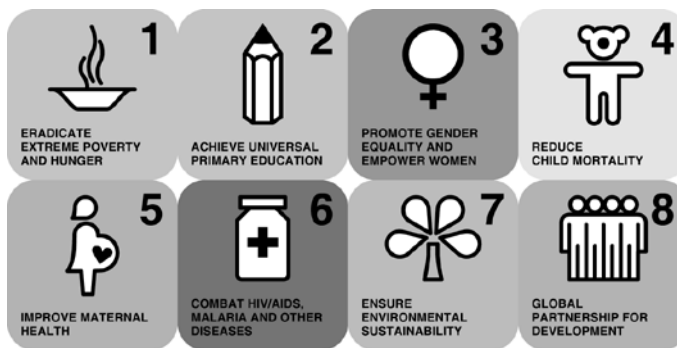 1
ERADICATE
EXTREME POVERTY
AND HUNGER
2
ACHIEVE UNIVERSAL
PRIMARY EDUCATION
3
PROMOTE GENDER
EQUALITY AND
EMPOWER WOMEN
4
REDUCE
CHILD MORTALITY
5
IMPROVE MATERNAL
HEALTH
6
COMBAT HIV/AIDS,
MALARIA AND OTHER
DISEASES
7
ENSURE
ENVIRONMENTAL
SUSTAINABILITY
8
GLOBAL
PARTNERSHIP FOR
DEVELOPMENT